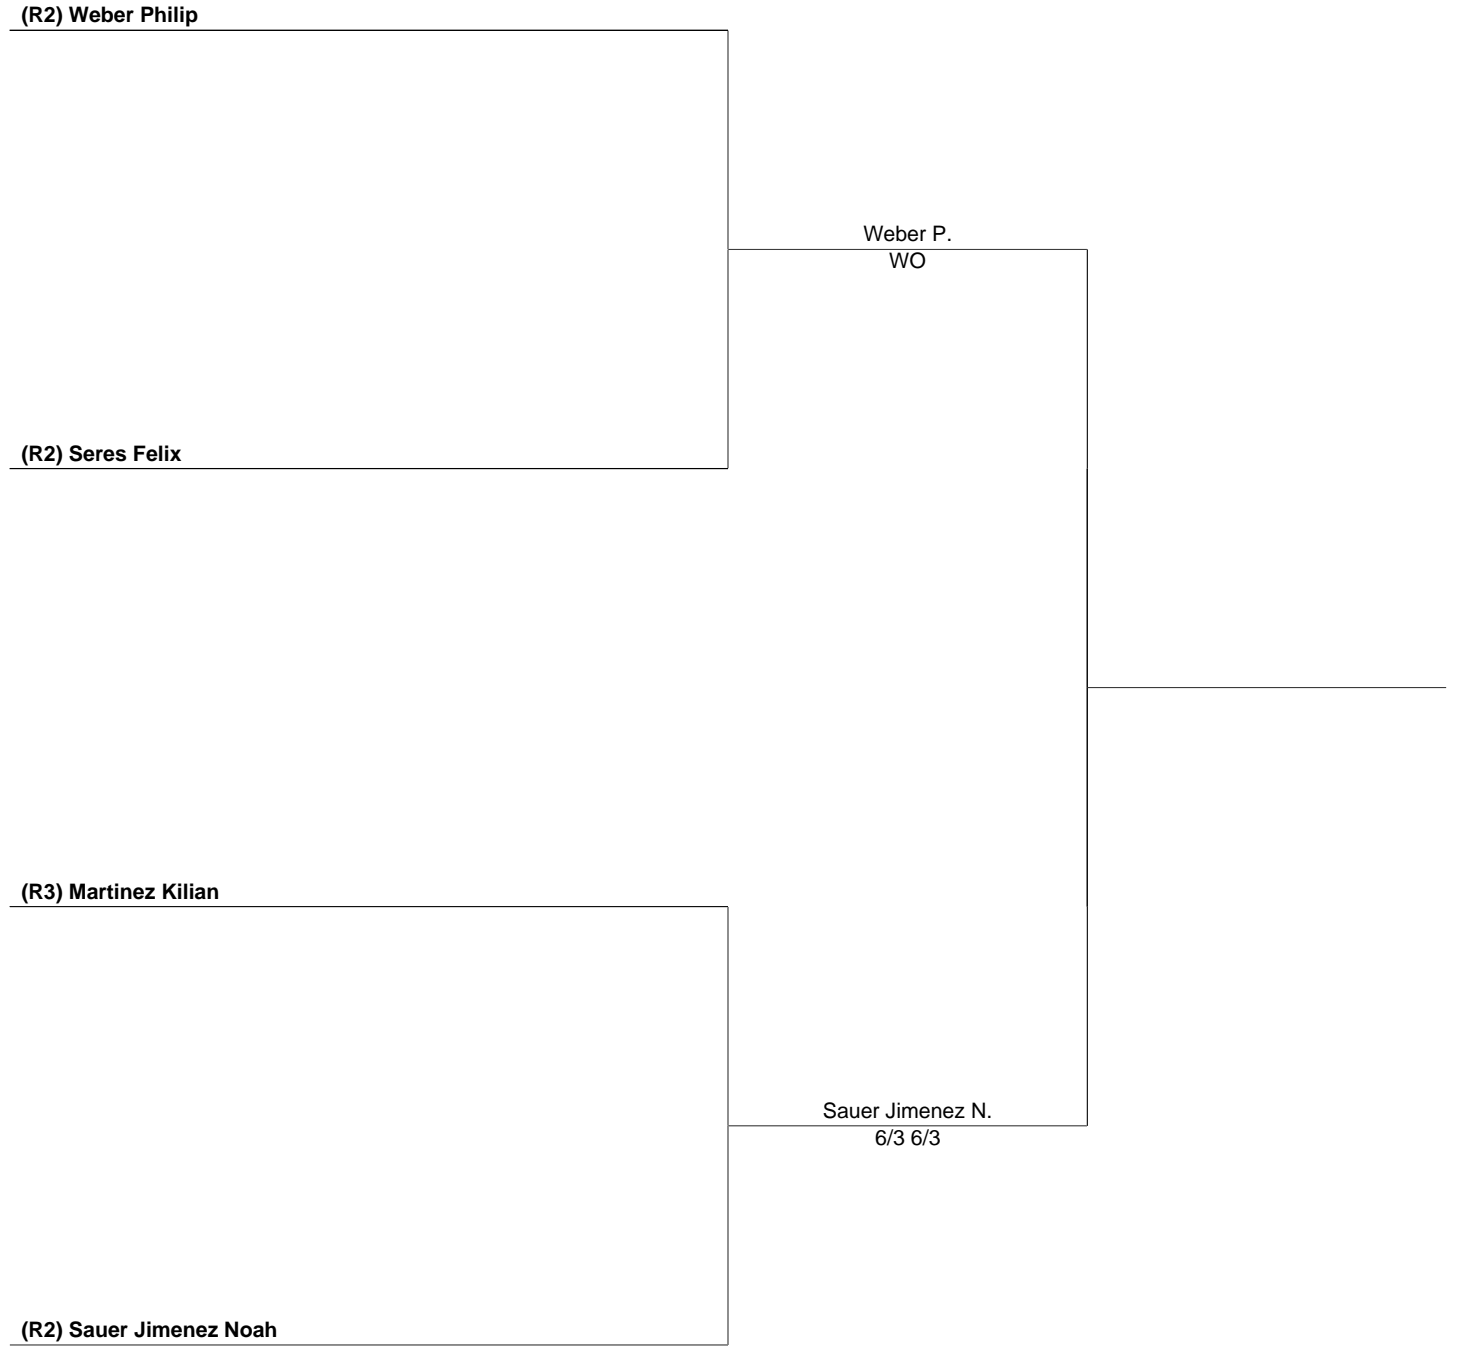 (R2) Weber Philip
Weber P.
WO
(R2) Seres Felix
(R3) Martinez Kilian
Sauer Jimenez N.
6/3 6/3
(R2) Sauer Jimenez Noah